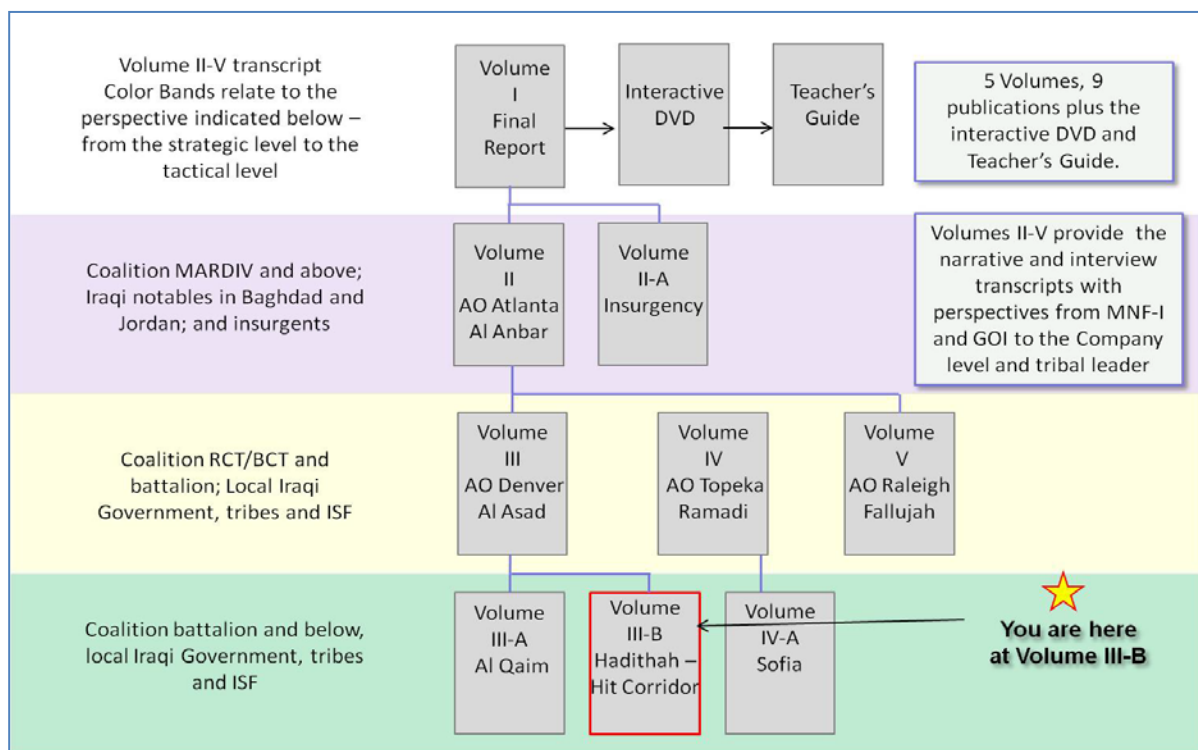 Volume II-V transcript
Color Bands relate to the
perspective indicated below –
from the strategic level to the
tactical level
Volume
I
Final
Report
Interactive
DVD
Teacher's
Guide
5 Volumes, 9
publications plus the
interactive DVD and
Teacher's Guide.
Coalition MARDIV and above;
Iraqi notables in Baghdad and
Jordan; and insurgents
Volume
II
AO Atlanta
Al Anbar
Volume
II-A
Insurgency
Volumes II-V provide the
narrative and interview
transcripts with
perspectives from MNF-I
and GOI to the Company
level and tribal leader
Coalition RCT/BCT and
battalion; Local Iraqi
Government, tribes and ISF
Volume
III
AO Denver
Al Asad
Volume
IV
AO Topeka
Ramadi
Volume
V
AO Raleigh
Fallujah
Coalition battalion and below,
local Iraqi Government, tribes
and ISF
Volume
III-A
Al Qaim
Volume
III-B
Hadithah –
Hit Corridor
Volume
IV-A
Sofia
You are here
at Volume III-B